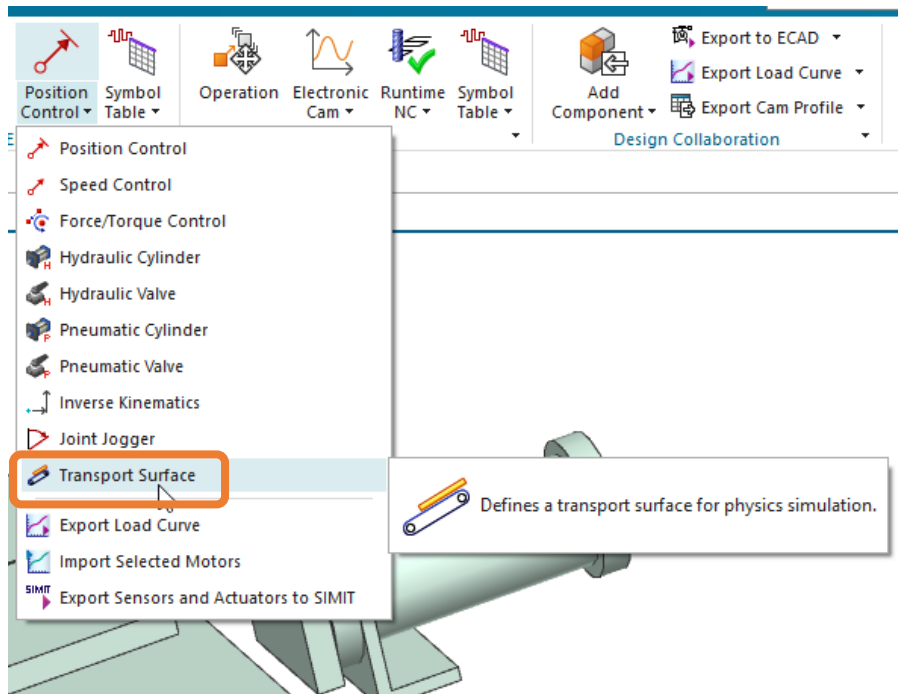 Position Control
Symbol Table
Operation
Electronic Cam
Runtime NC
Symbol Table
Add Component
Export to ECAD
Export Load Curve
Export Cam Profile
Design Collaboration
Position Control
Speed Control
Force/Torque Control
H
Hydraulic Cylinder
H
Hydraulic Valve
P
Pneumatic Cylinder
P
Pneumatic Valve
Inverse Kinematics
Joint Jogger
Transport Surface
Defines a transport surface for physics simulation.
Export Load Curve
Import Selected Motors
SIMIT
Export Sensors and Actuators to SIMIT